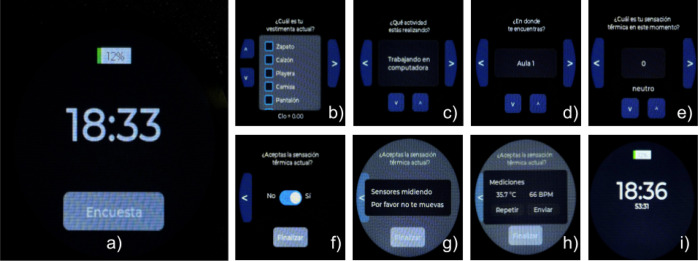 12%
18:33
Encuesta
a)
¿Cuál es tu
vestimenta actual?
^
v
Zapato
Calzón
Playera
Camisa
Pantalón
>
Clo = 0.00
b)
¿Qué actividad
estás realizando?
<
Trabajando en
computadora
>
v
^
c)
¿En donde
te encuentras?
<
Aula 1
>
v
^
d)
¿Cuál es tu sensación
térmica en este momento?
<
0
>
neutro
v
^
e)
¿Aceptas la sensación
térmica actual?
<
No
Sí
Finalizar
f)
¿Aceptas la sensación
térmica actual?
<
Sensores midiendo
Por favor no te muevas
Finalizar
g)
¿Aceptas la sensación
térmica actual?
<
Mediciones
35.7 °C 66 BPM
Repetir Enviar
Finalizar
h)
18:36
53:31
i)